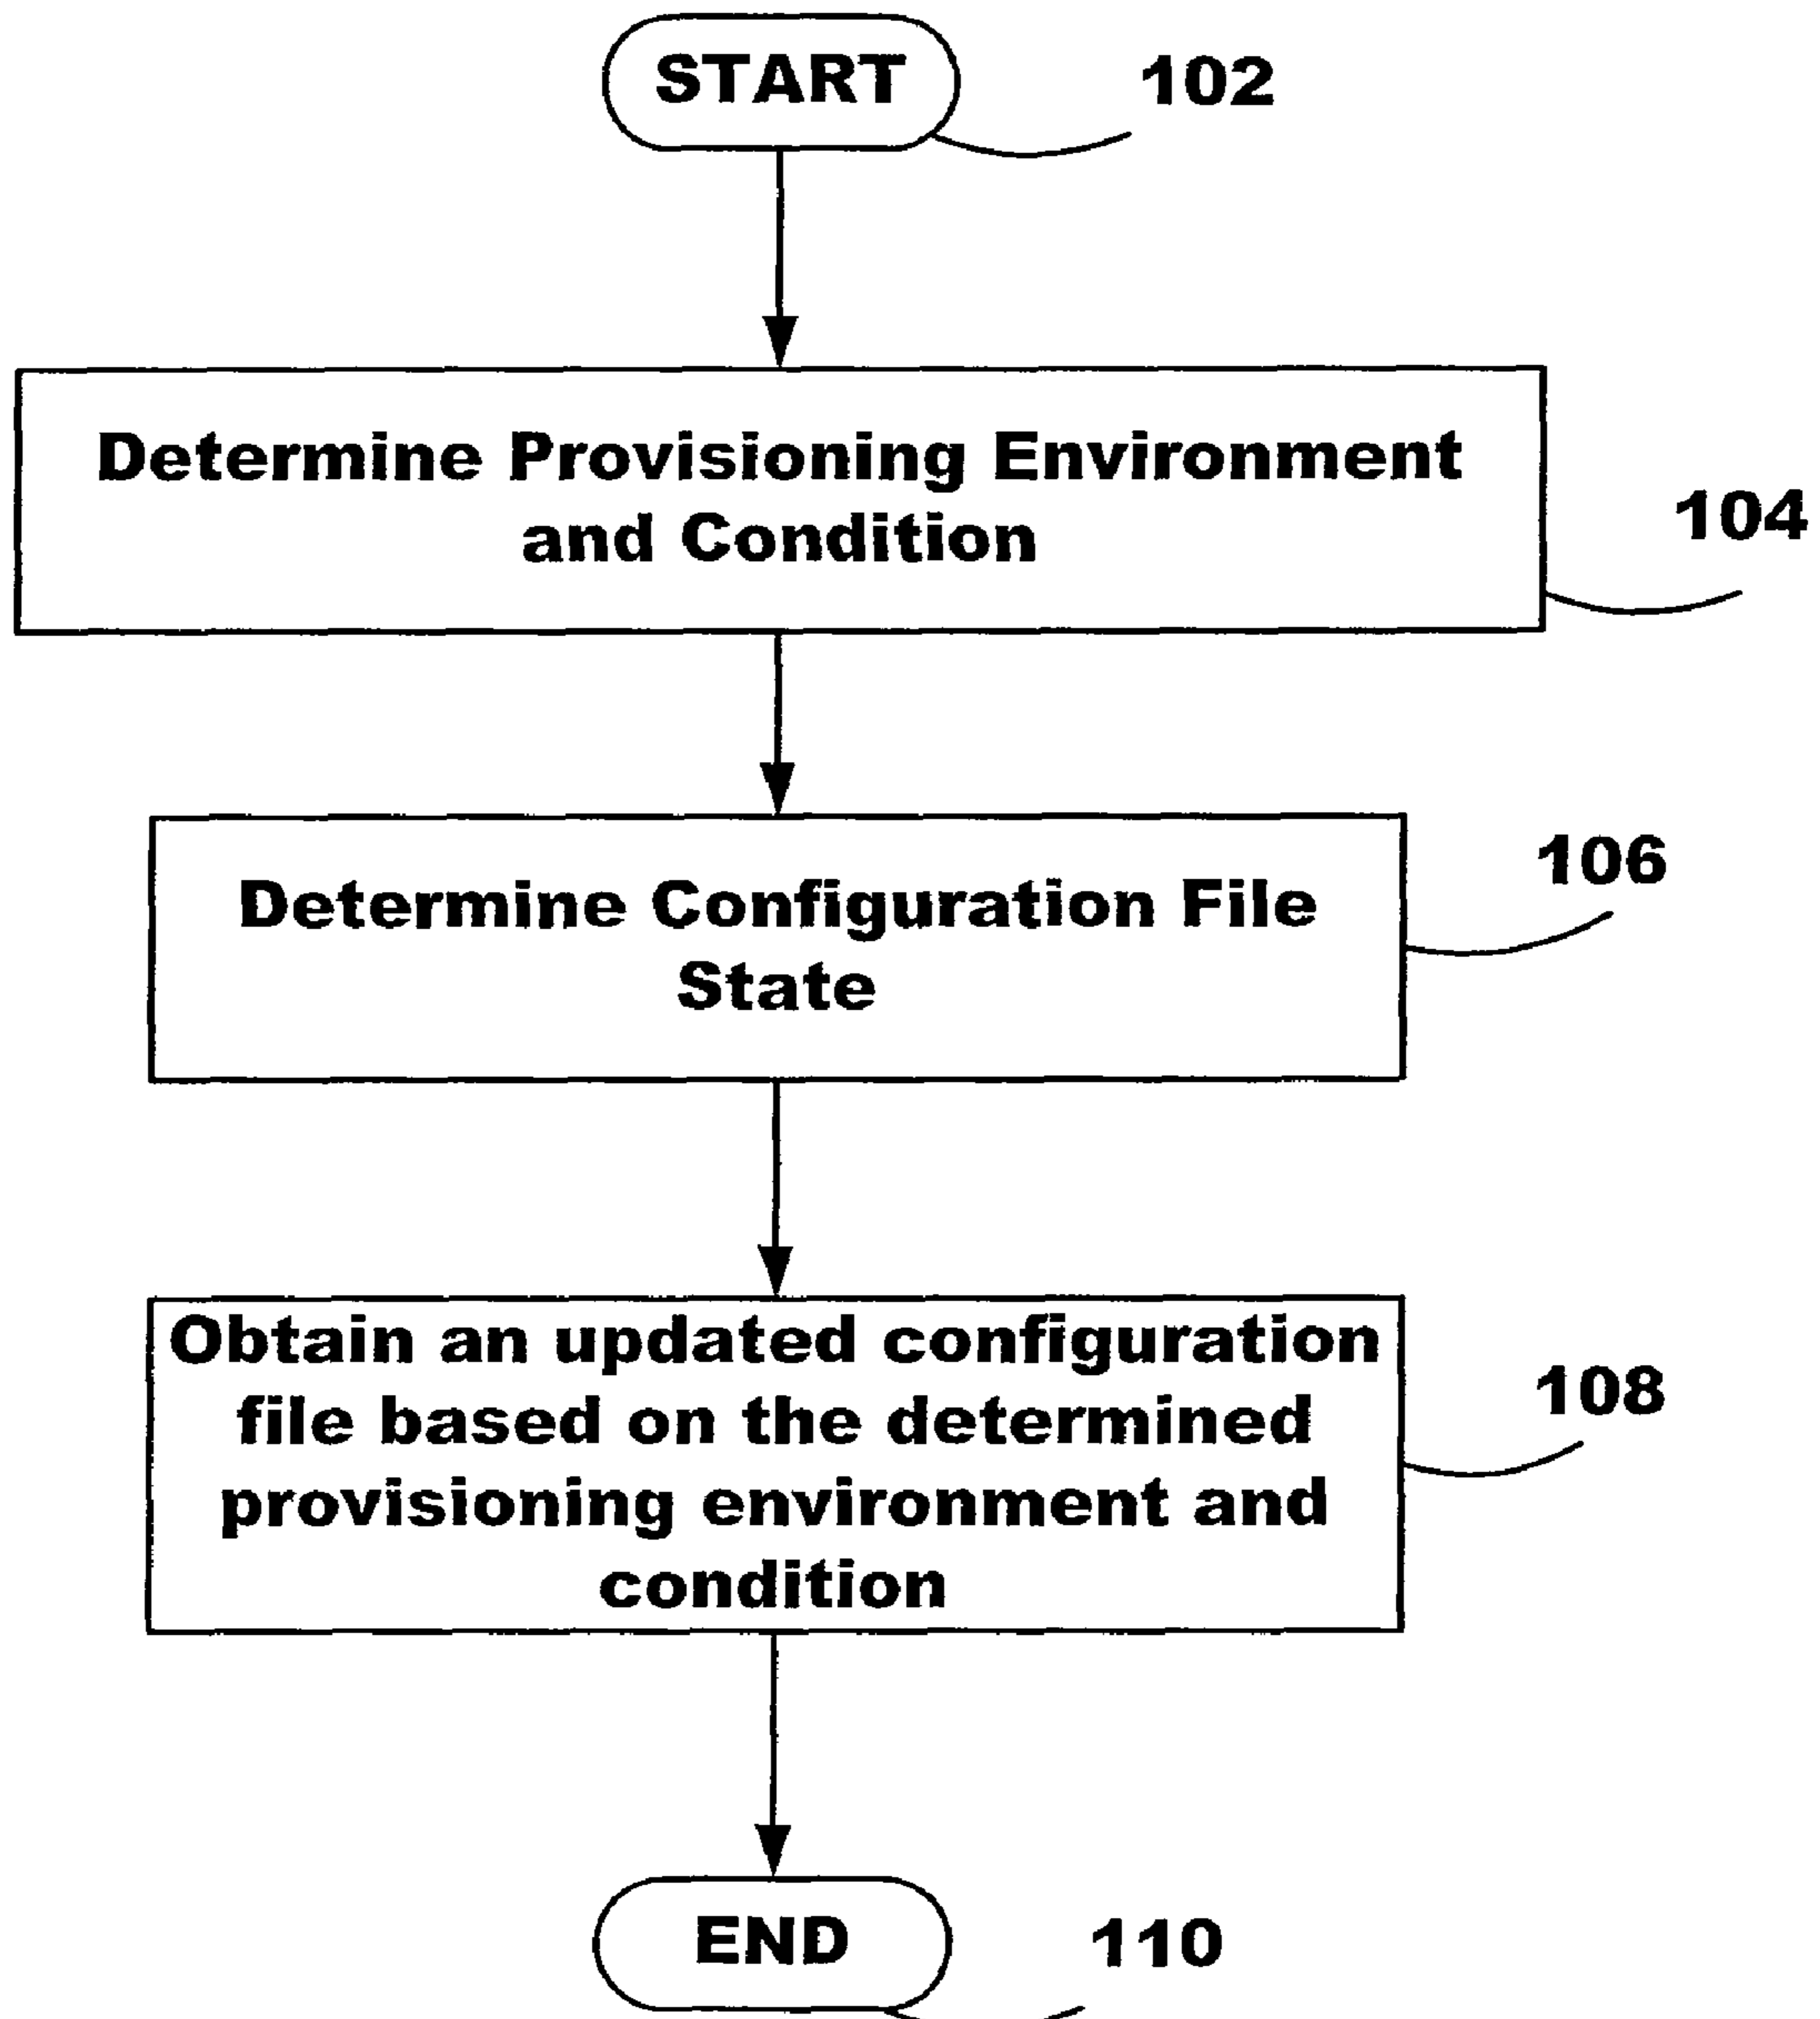 START
102
Determine Provisioning Environment
and Condition
104
Determine Configuration File
State
106
Obtain an updated configuration
file based on the determined
provisioning environment and
condition
108
END
110